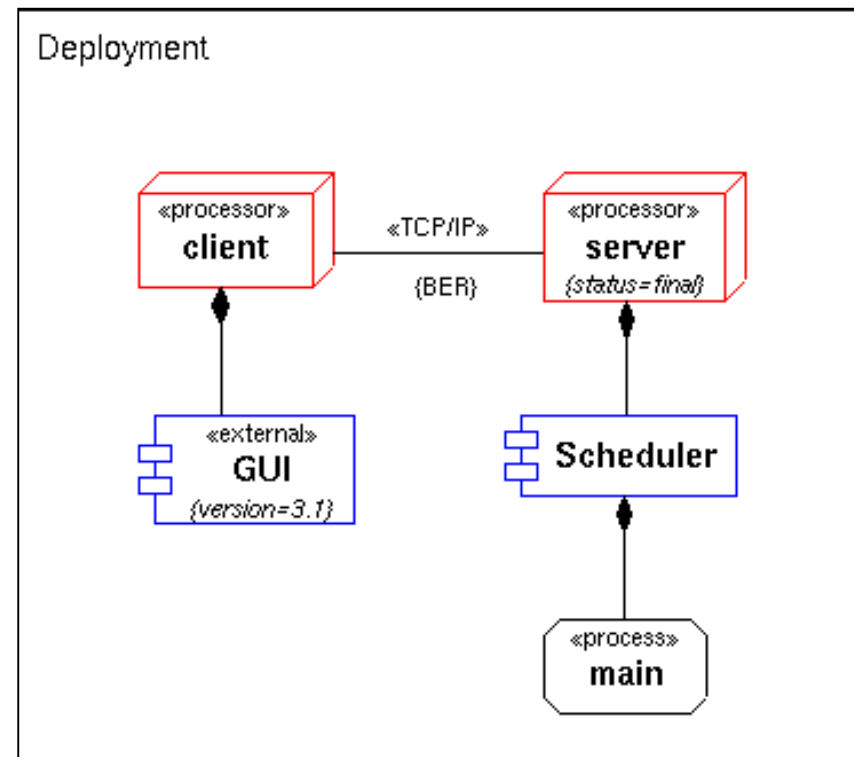 Deployment
«processor»
client
«TCP/IP»
{BER}
«processor»
server
{status=final}
«external»
GUI
{version=3.1}
Scheduler
«process»
main